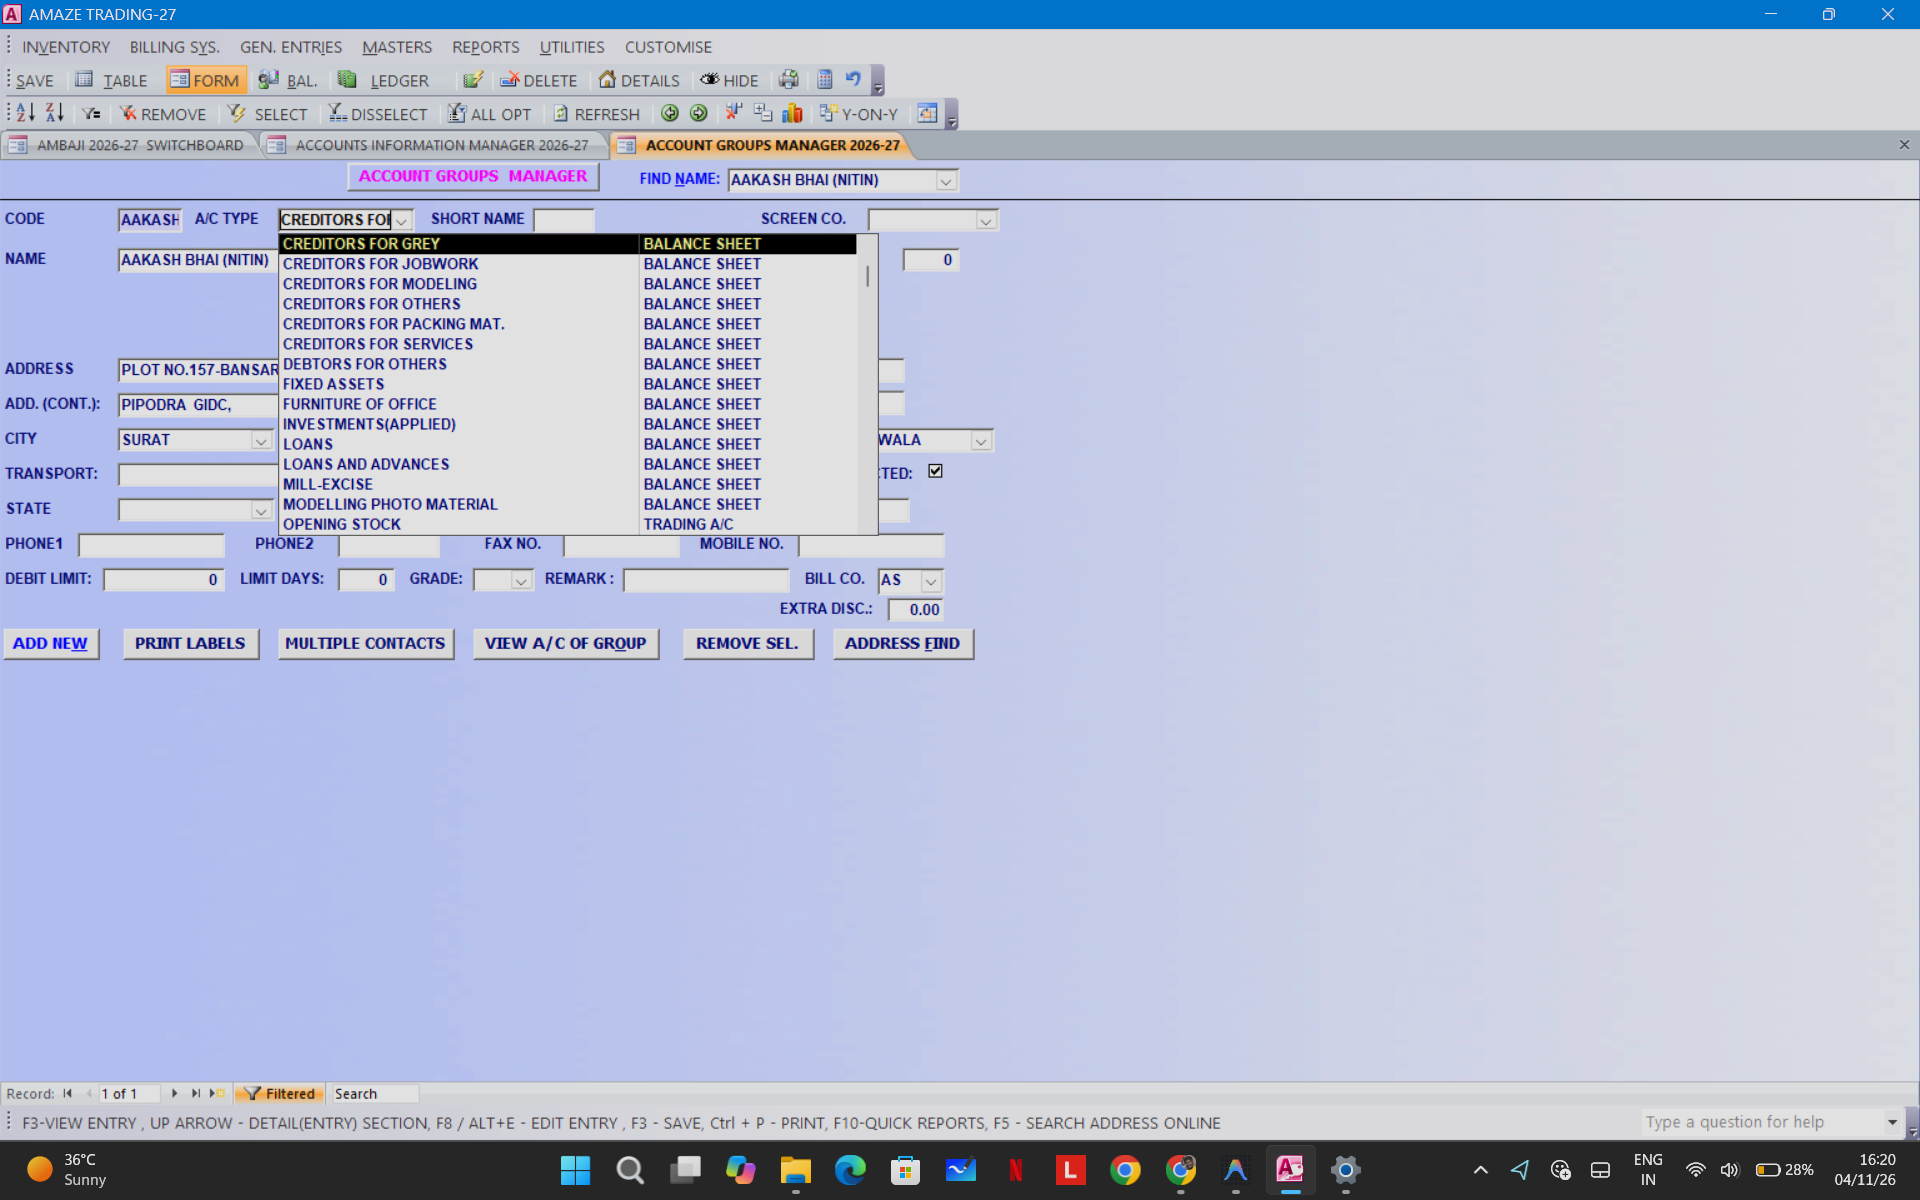 AMAZE TRADING-27
INVENTORY BILLING SYS. GEN. ENTRIES MASTERS REPORTS UTILITIES CUSTOMISE
SAVE TABLE FORM BAL. LEDGER DELETE DETAILS HIDE
REMOVE SELECT DISSELECT ALL OPT REFRESH Y-ON-Y
AMBAJI 2026-27 SWITCHBOARD ACCOUNTS INFORMATION MANAGER 2026-27 ACCOUNT GROUPS MANAGER 2026-27
ACCOUNT GROUPS MANAGER FIND NAME: AAKASH BHAI (NITIN)
CODE AAKASH A/C TYPE CREDITORS FOR SHORT NAME SCREEN CO.
CREDITORS FOR GREY BALANCE SHEET
NAME AAKASH BHAI (NITIN) CREDITORS FOR JOBWORK BALANCE SHEET 0
CREDITORS FOR MODELING BALANCE SHEET
CREDITORS FOR OTHERS BALANCE SHEET
CREDITORS FOR PACKING MAT. BALANCE SHEET
CREDITORS FOR SERVICES BALANCE SHEET
ADDRESS PLOT NO.157-BANSAR DEBTORS FOR OTHERS BALANCE SHEET
FIXED ASSETS BALANCE SHEET
ADD. (CONT.): PIPODRA GIDC, FURNITURE OF OFFICE BALANCE SHEET
INVESTMENTS(APPLIED) BALANCE SHEET
CITY SURAT LOANS BALANCE SHEET WALA
TRANSPORT: LOANS AND ADVANCES BALANCE SHEET CTED:
MILL-EXCISE BALANCE SHEET
STATE MODELLING PHOTO MATERIAL BALANCE SHEET
OPENING STOCK TRADING A/C
PHONE1 PHONE2 FAX NO. MOBILE NO.
DEBIT LIMIT: 0 LIMIT DAYS: 0 GRADE: REMARK : BILL CO. AS
EXTRA DISC.: 0.00
ADD NEW PRINT LABELS MULTIPLE CONTACTS VIEW A/C OF GROUP REMOVE SEL. ADDRESS FIND
Record: 1 of 1 Filtered Search
F3-VIEW ENTRY , UP ARROW - DETAIL(ENTRY) SECTION, F8 / ALT+E - EDIT ENTRY , F3 - SAVE, Ctrl + P - PRINT, F10-QUICK REPORTS, F5 - SEARCH ADDRESS ONLINE Type a question for help
36°C
Sunny
ENG
IN
28%
16:20
04/11/26